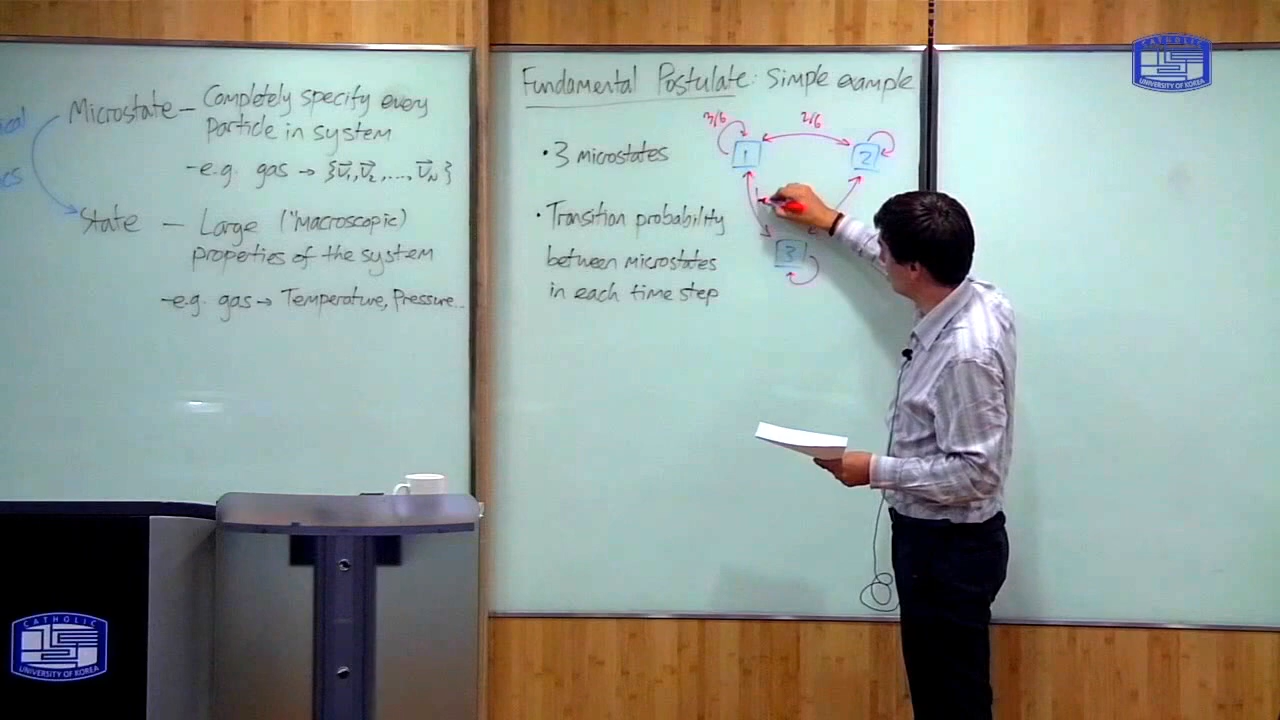 ical
cs
Microstate – Completely specify every
particle in system
– e.g. gas → {v⃗₁, v⃗₂, ..., v⃗N}
State – Large ("Macroscopic)
properties of the system
– e.g. gas → Temperature, Pressure...
Fundamental Postulate: Simple example
• 3 microstates
• Transition probability
between microstates
in each time step
3/6
2/6
1
2
3
CATHOLIC
UNIVERSITY OF KOREA
CATHOLIC
UNIVERSITY OF KOREA